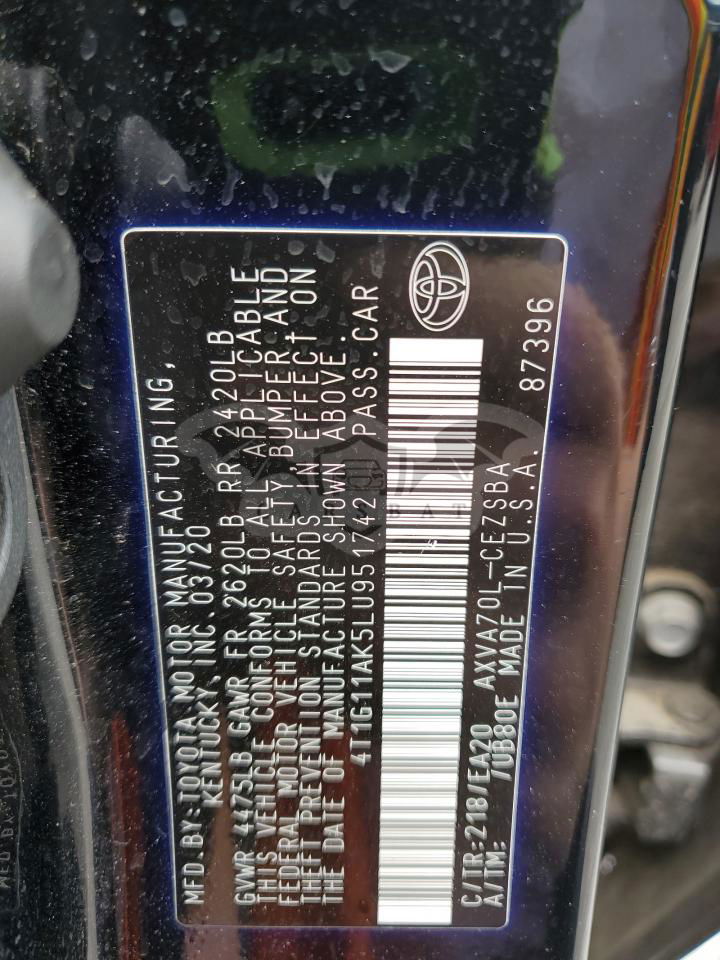 MFD.BY:TOYOTA MOTOR MANUFACTURING,
KENTUCKY, INC. 03/20
GVWR 4475LB GAWR FR 2620LB RR 2420LB
THIS VEHICLE CONFORMS TO ALL APPLICABLE
FEDERAL MOTOR VEHICLE SAFETY,BUMPER AND
THEFT PREVENTION STANDARDS IN EFFECT ON
THE DATE OF MANUFACTURE SHOWN ABOVE.
4T1G11AK5LU951742 PASS.CAR
C/TR:218/EA20 AXVA70L-CEZSBA
A/TM: /UB80E MADE IN U.S.A.
87396